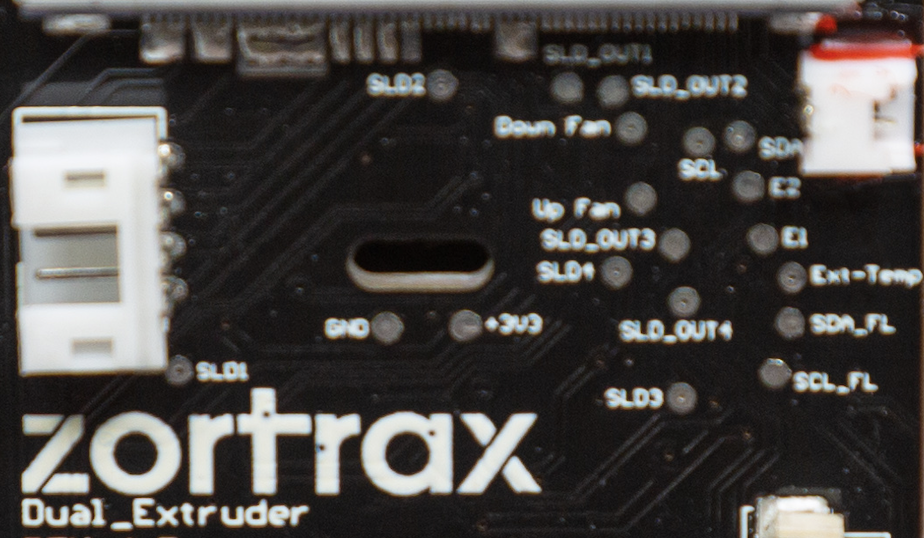 SLD_OUT1
SLD2
SLD_OUT2
Down Fan
SDA
SCL
E2
Up Fan
SLD_OUT3
E1
SLD4
Ext-Temp
GND
+3V3
SLD_OUT4
SDA_FL
SLD1
SCL_FL
SLD3
zortrax
Dual_Extruder